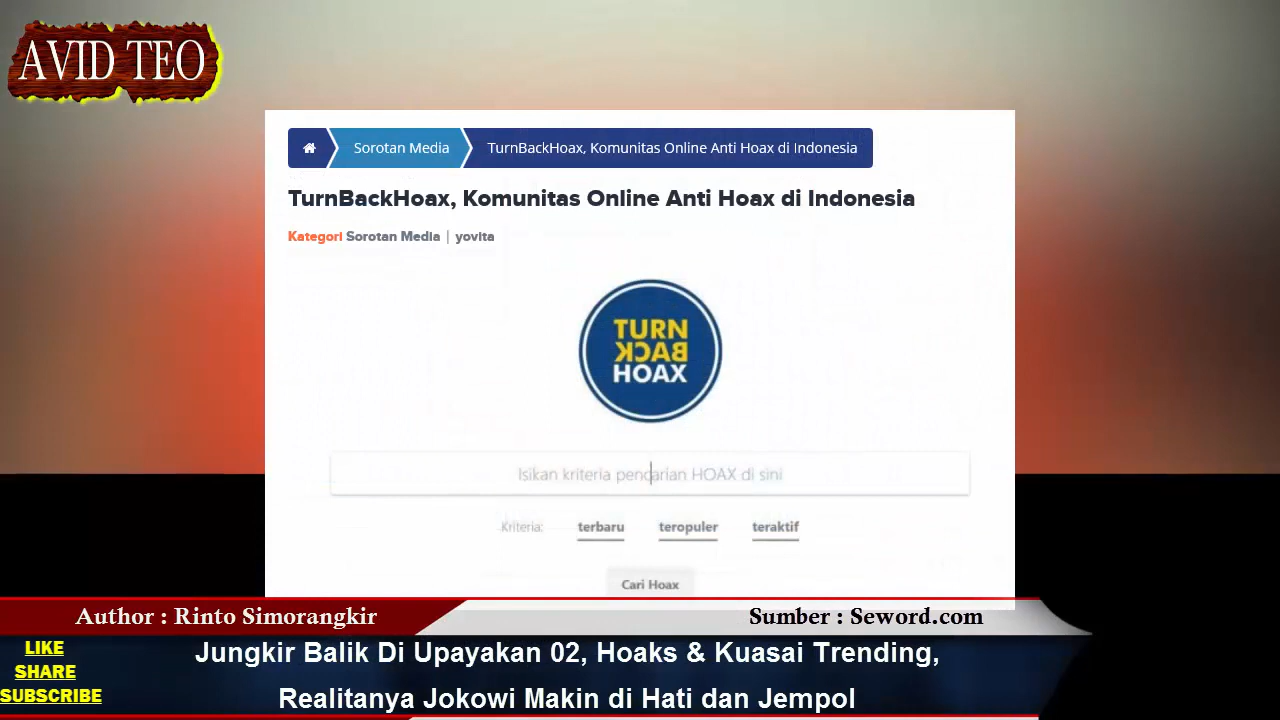 AVID TEO
Sorotan Media
TurnBackHoax, Komunitas Online Anti Hoax di Indonesia
TurnBackHoax, Komunitas Online Anti Hoax di Indonesia
Kategori Sorotan Media | yovita
TURN
BACK
HOAX
Isikan kriteria pencarian HOAX di sini
Kriteria: terbaru teropuler teraktif
Cari Hoax
Author : Rinto Simorangkir
Sumber : Seword.com
LIKE
SHARE
SUBSCRIBE
Jungkir Balik Di Upayakan 02, Hoaks & Kuasai Trending,
Realitanya Jokowi Makin di Hati dan Jempol